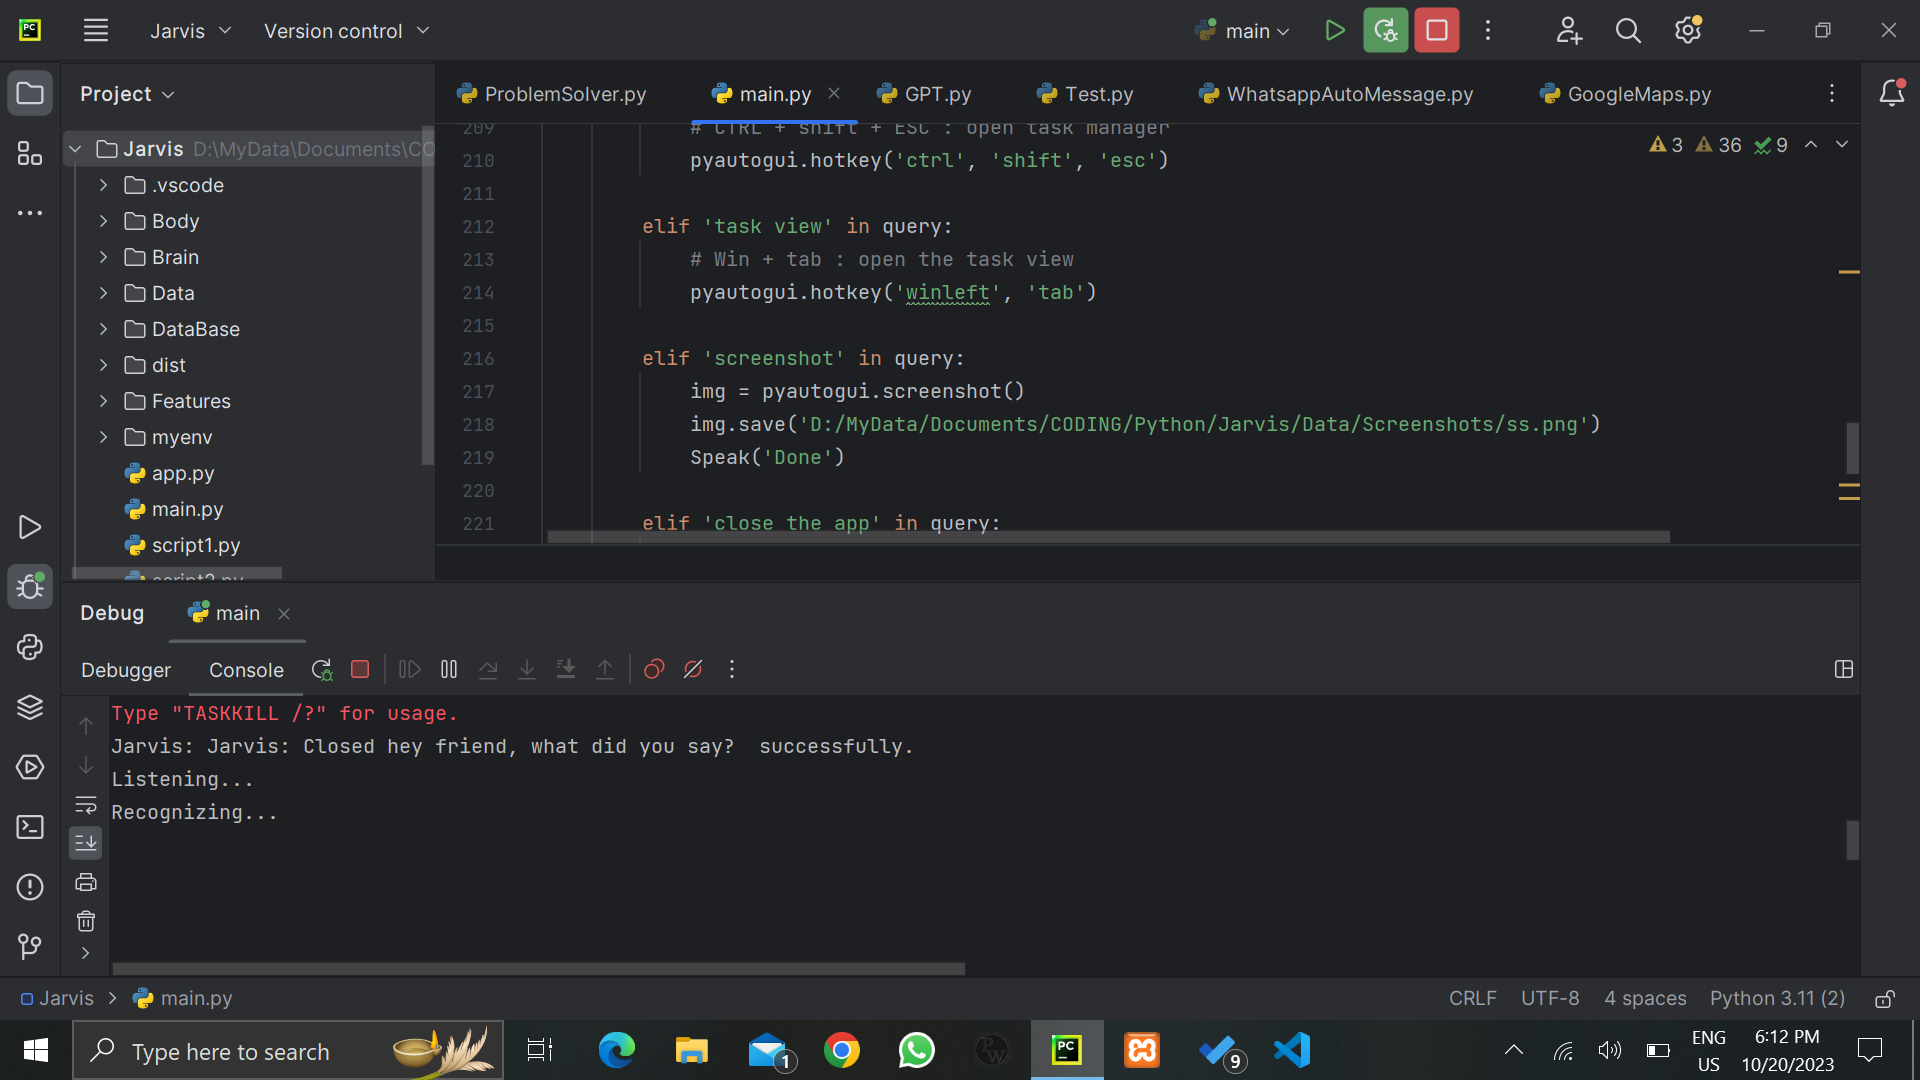 PC
Jarvis
Version control
main
Project
Jarvis D:\MyData\Documents\CO
.vscode
Body
Brain
Data
DataBase
dist
Features
myenv
app.py
main.py
script1.py
script2.py
ProblemSolver.py
main.py
GPT.py
Test.py
WhatsappAutoMessage.py
GoogleMaps.py
3 36 9
209 # CTRL + shift + ESC : open task manager
210 pyautogui.hotkey('ctrl', 'shift', 'esc')
211
212 elif 'task view' in query:
213 # Win + tab : open the task view
214 pyautogui.hotkey('winleft', 'tab')
215
216 elif 'screenshot' in query:
217 img = pyautogui.screenshot()
218 img.save('D:/MyData/Documents/CODING/Python/Jarvis/Data/Screenshots/ss.png')
219 Speak('Done')
220
221 elif 'close the app' in query:
Debug
main
Debugger
Console
Type "TASKKILL /?" for usage.
Jarvis: Jarvis: Closed hey friend, what did you say?  successfully.
Listening...
Recognizing...
Jarvis > main.py
CRLF UTF-8 4 spaces Python 3.11 (2)
Type here to search
1
PW
PC
9
ENG
US
6:12 PM
10/20/2023